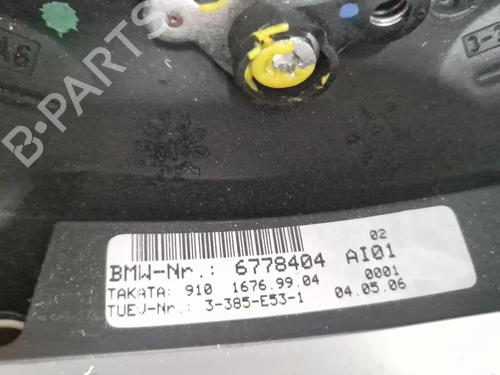 B-PARTS
02
BMW-Nr.: 6778404 AI01
TAKATA: 910 1676.99.04 0001
TUEV-Nr.: 3-385-E53-1 04.05.06